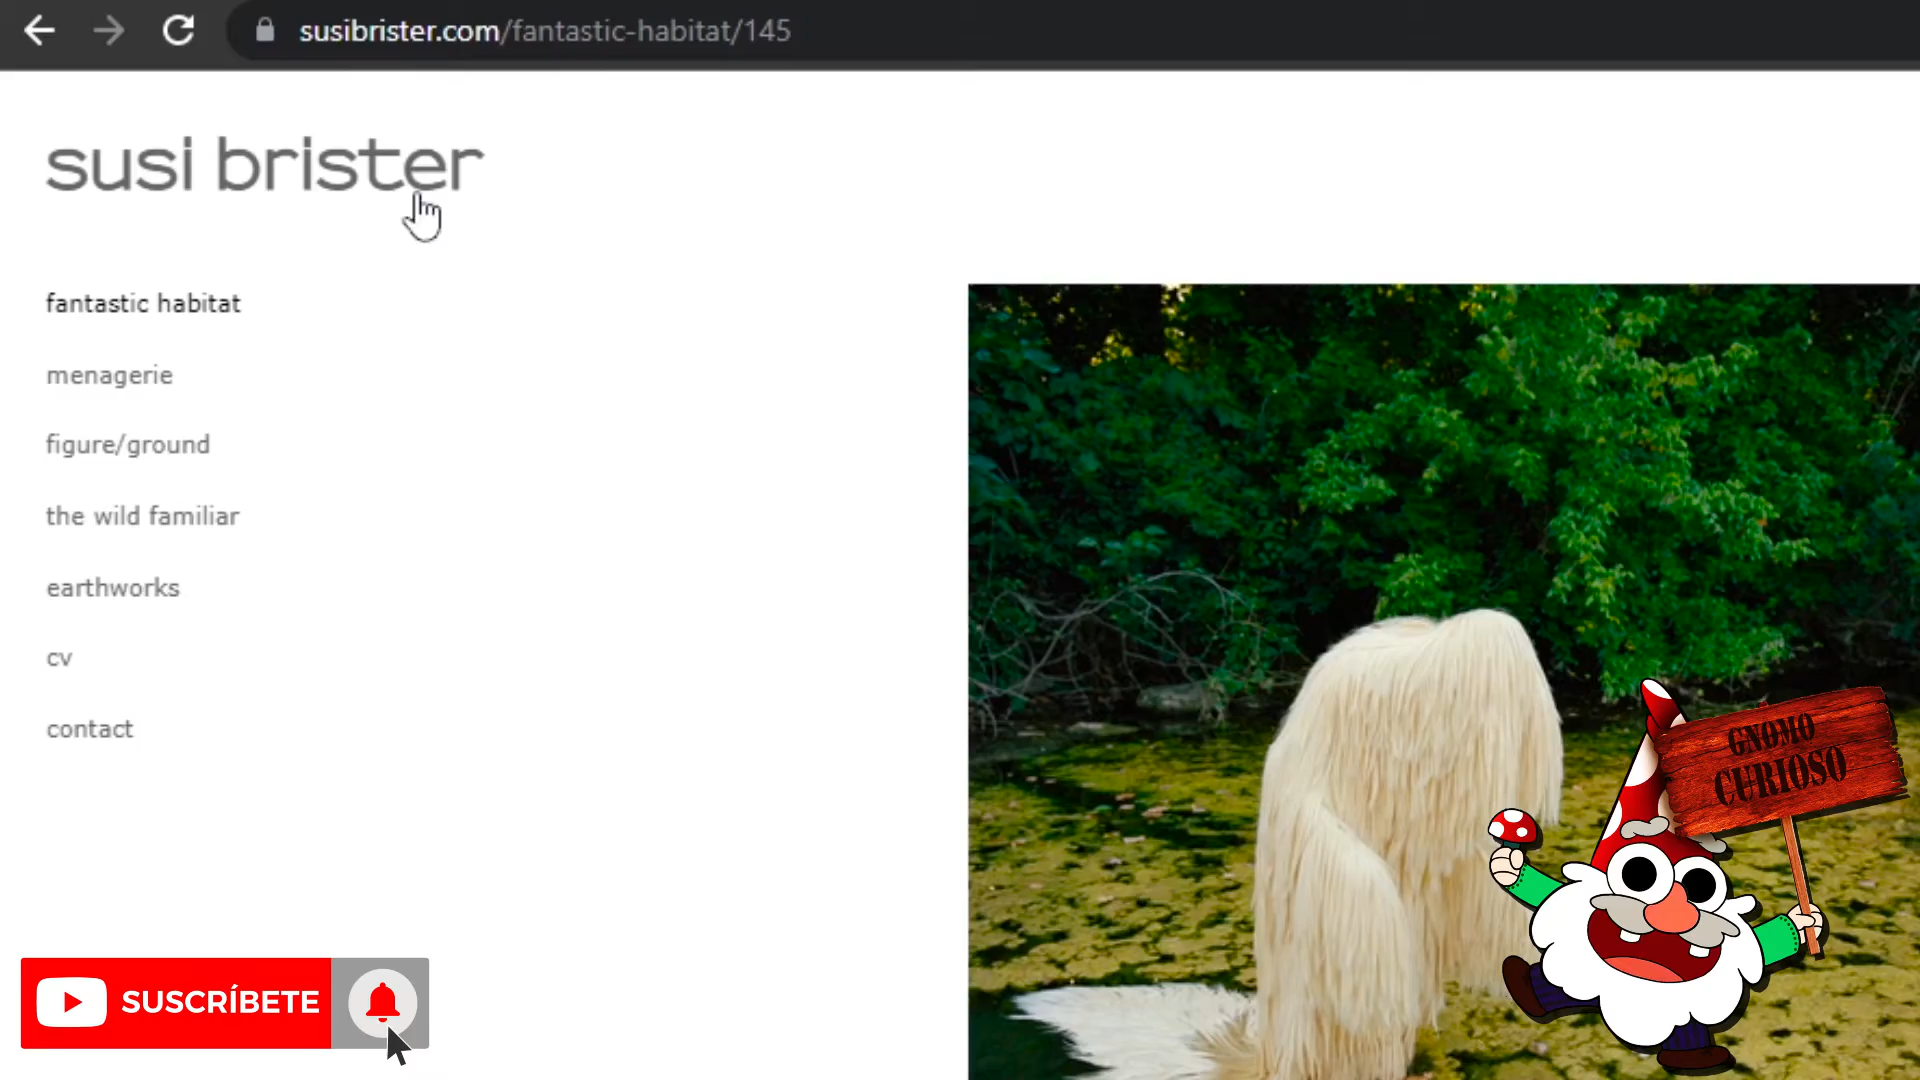 susibrister.com/fantastic-habitat/145
susi brister
fantastic habitat
menagerie
figure/ground
the wild familiar
earthworks
cv
contact
GNOMO
CURIOSO
SUSCRÍBETE